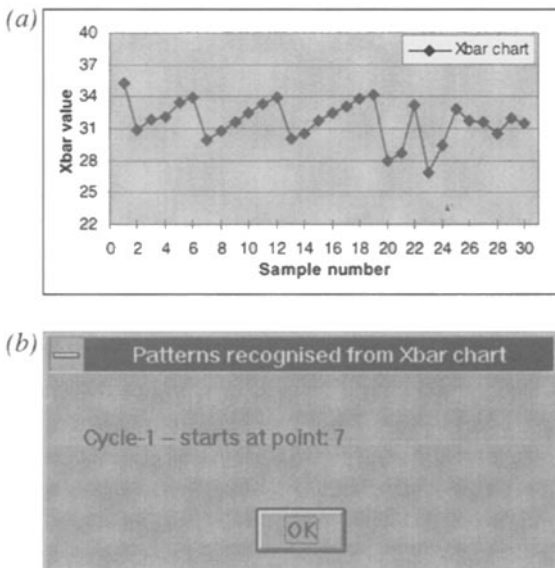 (a)
40
37
34
31
28
25
22
Xbar value
Xbar chart
0 2 4 6 8 10 12 14 16 18 20 22 24 26 28 30
Sample number
(b)
Patterns recognised from Xbar chart
Cycle-1 – starts at point: 7
OK